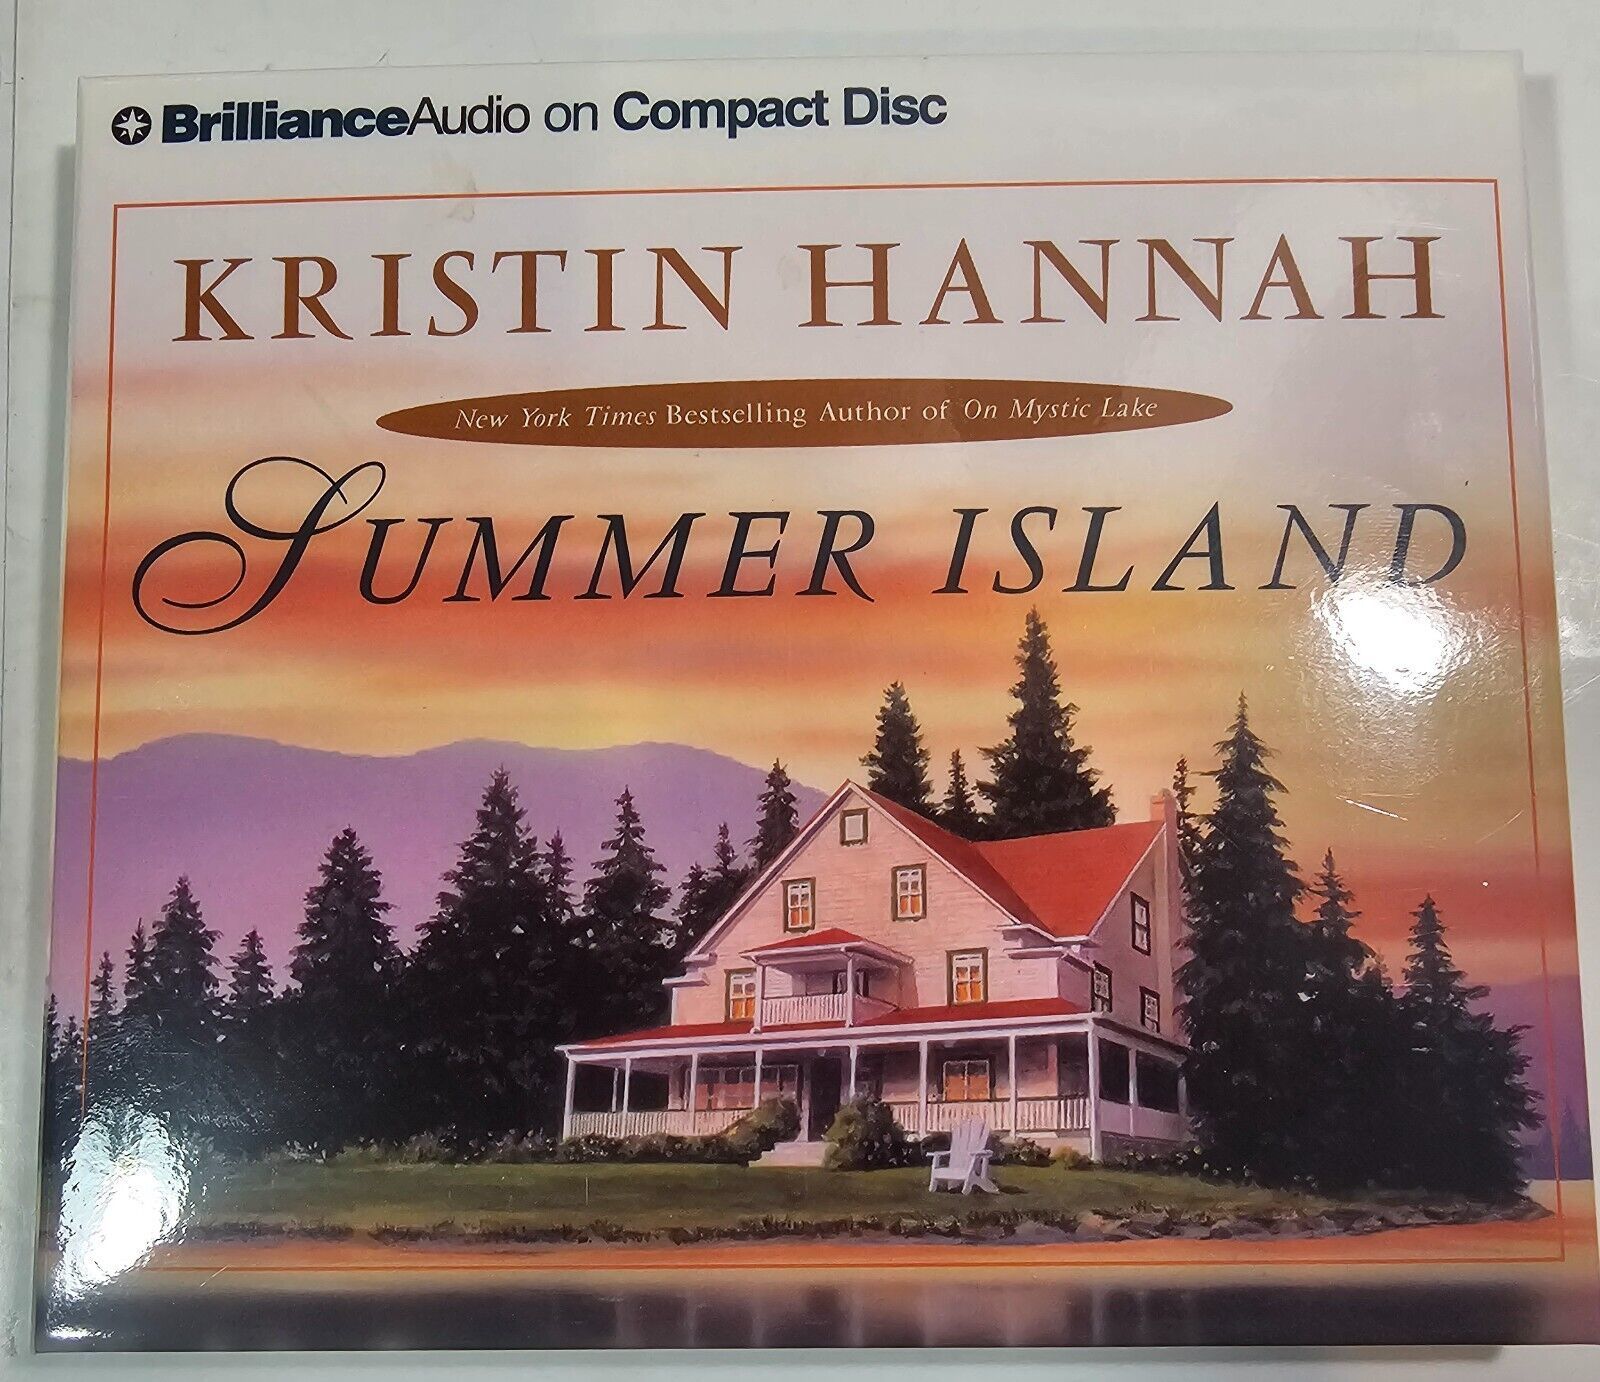 BrillianceAudio on Compact Disc
KRISTIN HANNAH
New York Times Bestselling Author of On Mystic Lake
SUMMER ISLAND